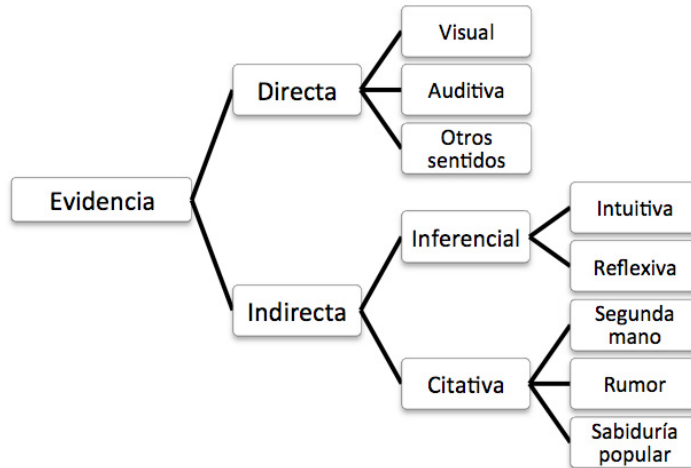 Evidencia
Directa
Visual
Auditiva
Otros
sentidos
Indirecta
Inferencial
Intuitiva
Reflexiva
Citativa
Segunda
mano
Rumor
Sabiduría
popular